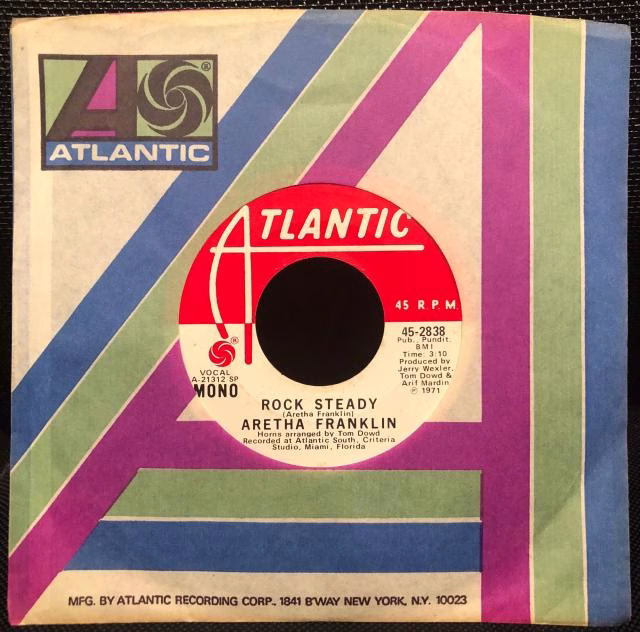 ®
ATLANTIC
ATLANTIC
45 R.P.M.
®
45-2838
Pub., Pundit,
BMI
Time: 3:10
Produced by
Jerry Wexler,
Tom Dowd &
Arif Mardin
℗ 1971
VOCAL
A-21312 SP
MONO
ROCK STEADY
(Aretha Franklin)
ARETHA FRANKLIN
Horns arranged by Tom Dowd
Recorded at Atlantic South, Criteria
Studio, Miami, Florida
MFG. BY ATLANTIC RECORDING CORP., 1841 B'WAY NEW YORK, N.Y. 10023